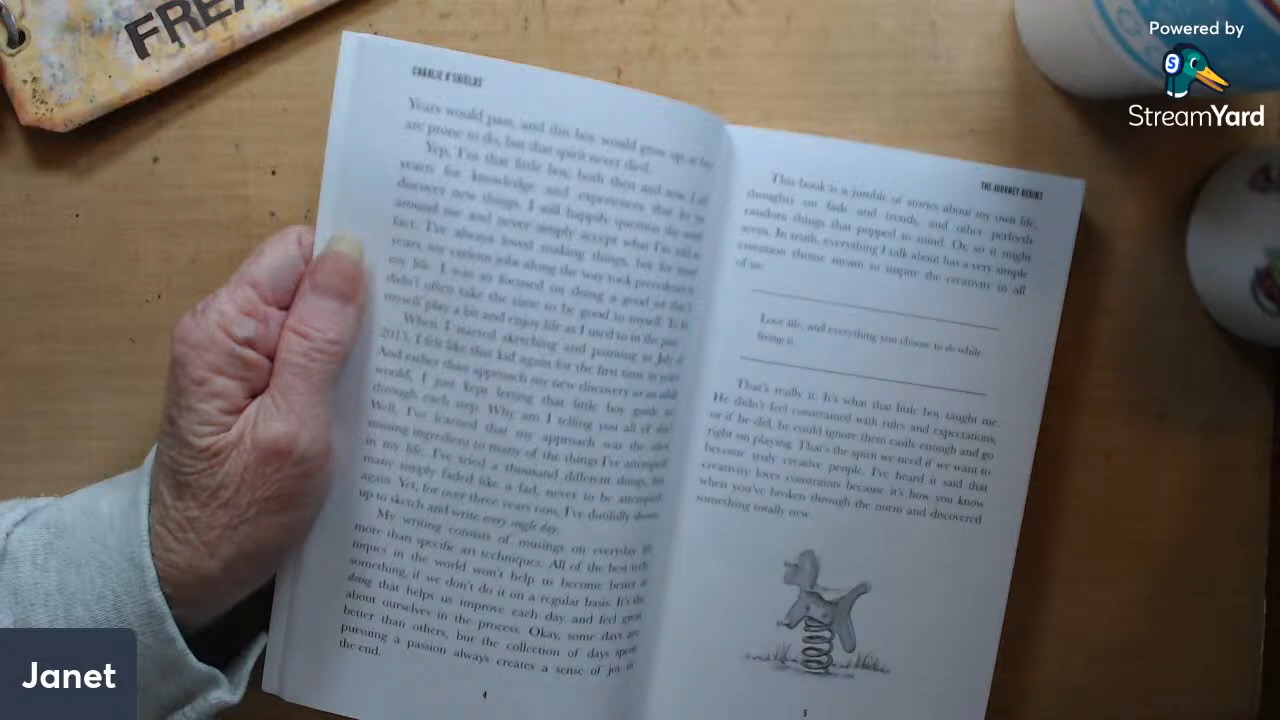 FREA
Powered by
StreamYard
CHARLIE O'SHIELDS
Years would pass, and this boy would grow up, as
are prone to do, but that spirit never died.
Yep, I'm that little boy, both then and now. I
yearn for knowledge and experiences that
discover new things. I still happily question the
around me and never simply accept what I'm told
fact. I've always loved making things, but for
years, my various jobs along the way took precedence
my life. I was so focused on doing a good
didn't often take the time to be good to myself. To
myself play a bit and enjoy life as I used to in the past.
When I started sketching and painting in July of
2015, I felt like that kid again for the first time in years.
And rather than approach my new discovery as an adult
would, I just kept letting that little boy guide
through each step. Why am I telling you all of this?
Well, I've learned that my approach was the
missing ingredient to many of the things I've attempted
in my life. I've tried a thousand different things, but
many simply faded like a fad, never to be attempted
again. Yet, for over three years now, I've dutifully shown
up to sketch and write every single day.
My writing consists of musings on everyday life
more than specific art techniques. All of the best tech-
niques in the world won't help us become better
something, if we don't do it on a regular basis. It's the
doing that helps us improve each day and feel great
about ourselves in the process. Okay, some days are
better than others, but the collection of days spent
pursuing a passion always creates a sense of joy in
the end.
4
THE JOURNEY BEGINS
This book is a jumble of stories about my own life,
thoughts on fads and trends, and other perfectly
random things that popped to mind. Or, so it might
seem. In truth, everything I talk about has a very simple
common theme meant to inspire the creativity in all
of us:
Love life, and everything you choose to do while
living it.
That's really it. It's what that little boy taught me.
He didn't feel constrained with rules and expectations,
or if he did, he could ignore them easily enough and go
right on playing. That's the spirit we need if we want to
become truly creative people. I've heard it said that
creativity loves constraints because it's how you know
when you've broken through the norm and discovered
something totally new.
5
Janet